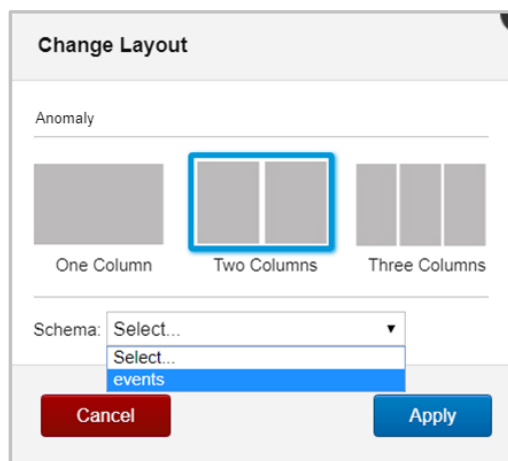 Change Layout
Anomaly
One Column Two Columns Three Columns
Schema: Select...
Select...
events
Cancel Apply